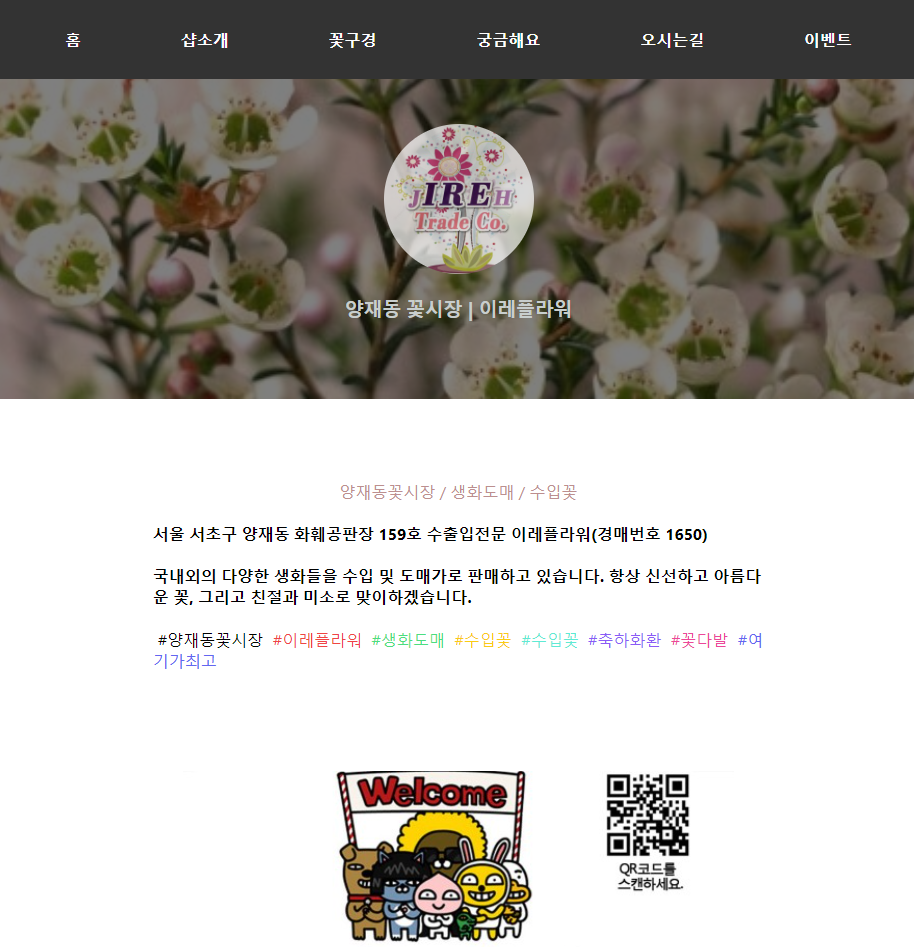 홈 샵소개 꽃구경 궁금해요 오시는길 이벤트
JIREH
Trade Co.
양재동 꽃시장 | 이레플라워
양재동꽃시장 / 생화도매 / 수입꽃
서울 서초구 양재동 화훼공판장 159호 수출입전문 이레플라워(경매번호 1650)
국내외의 다양한 생화들을 수입 및 도매가로 판매하고 있습니다. 항상 신선하고 아름다
운 꽃, 그리고 친절과 미소로 맞이하겠습니다.
#양재동꽃시장 #이레플라워 #생화도매 #수입꽃 #수입꽃 #축하화환 #꽃다발 #여
기가최고
Welcome
QR코드를
스캔하세요.